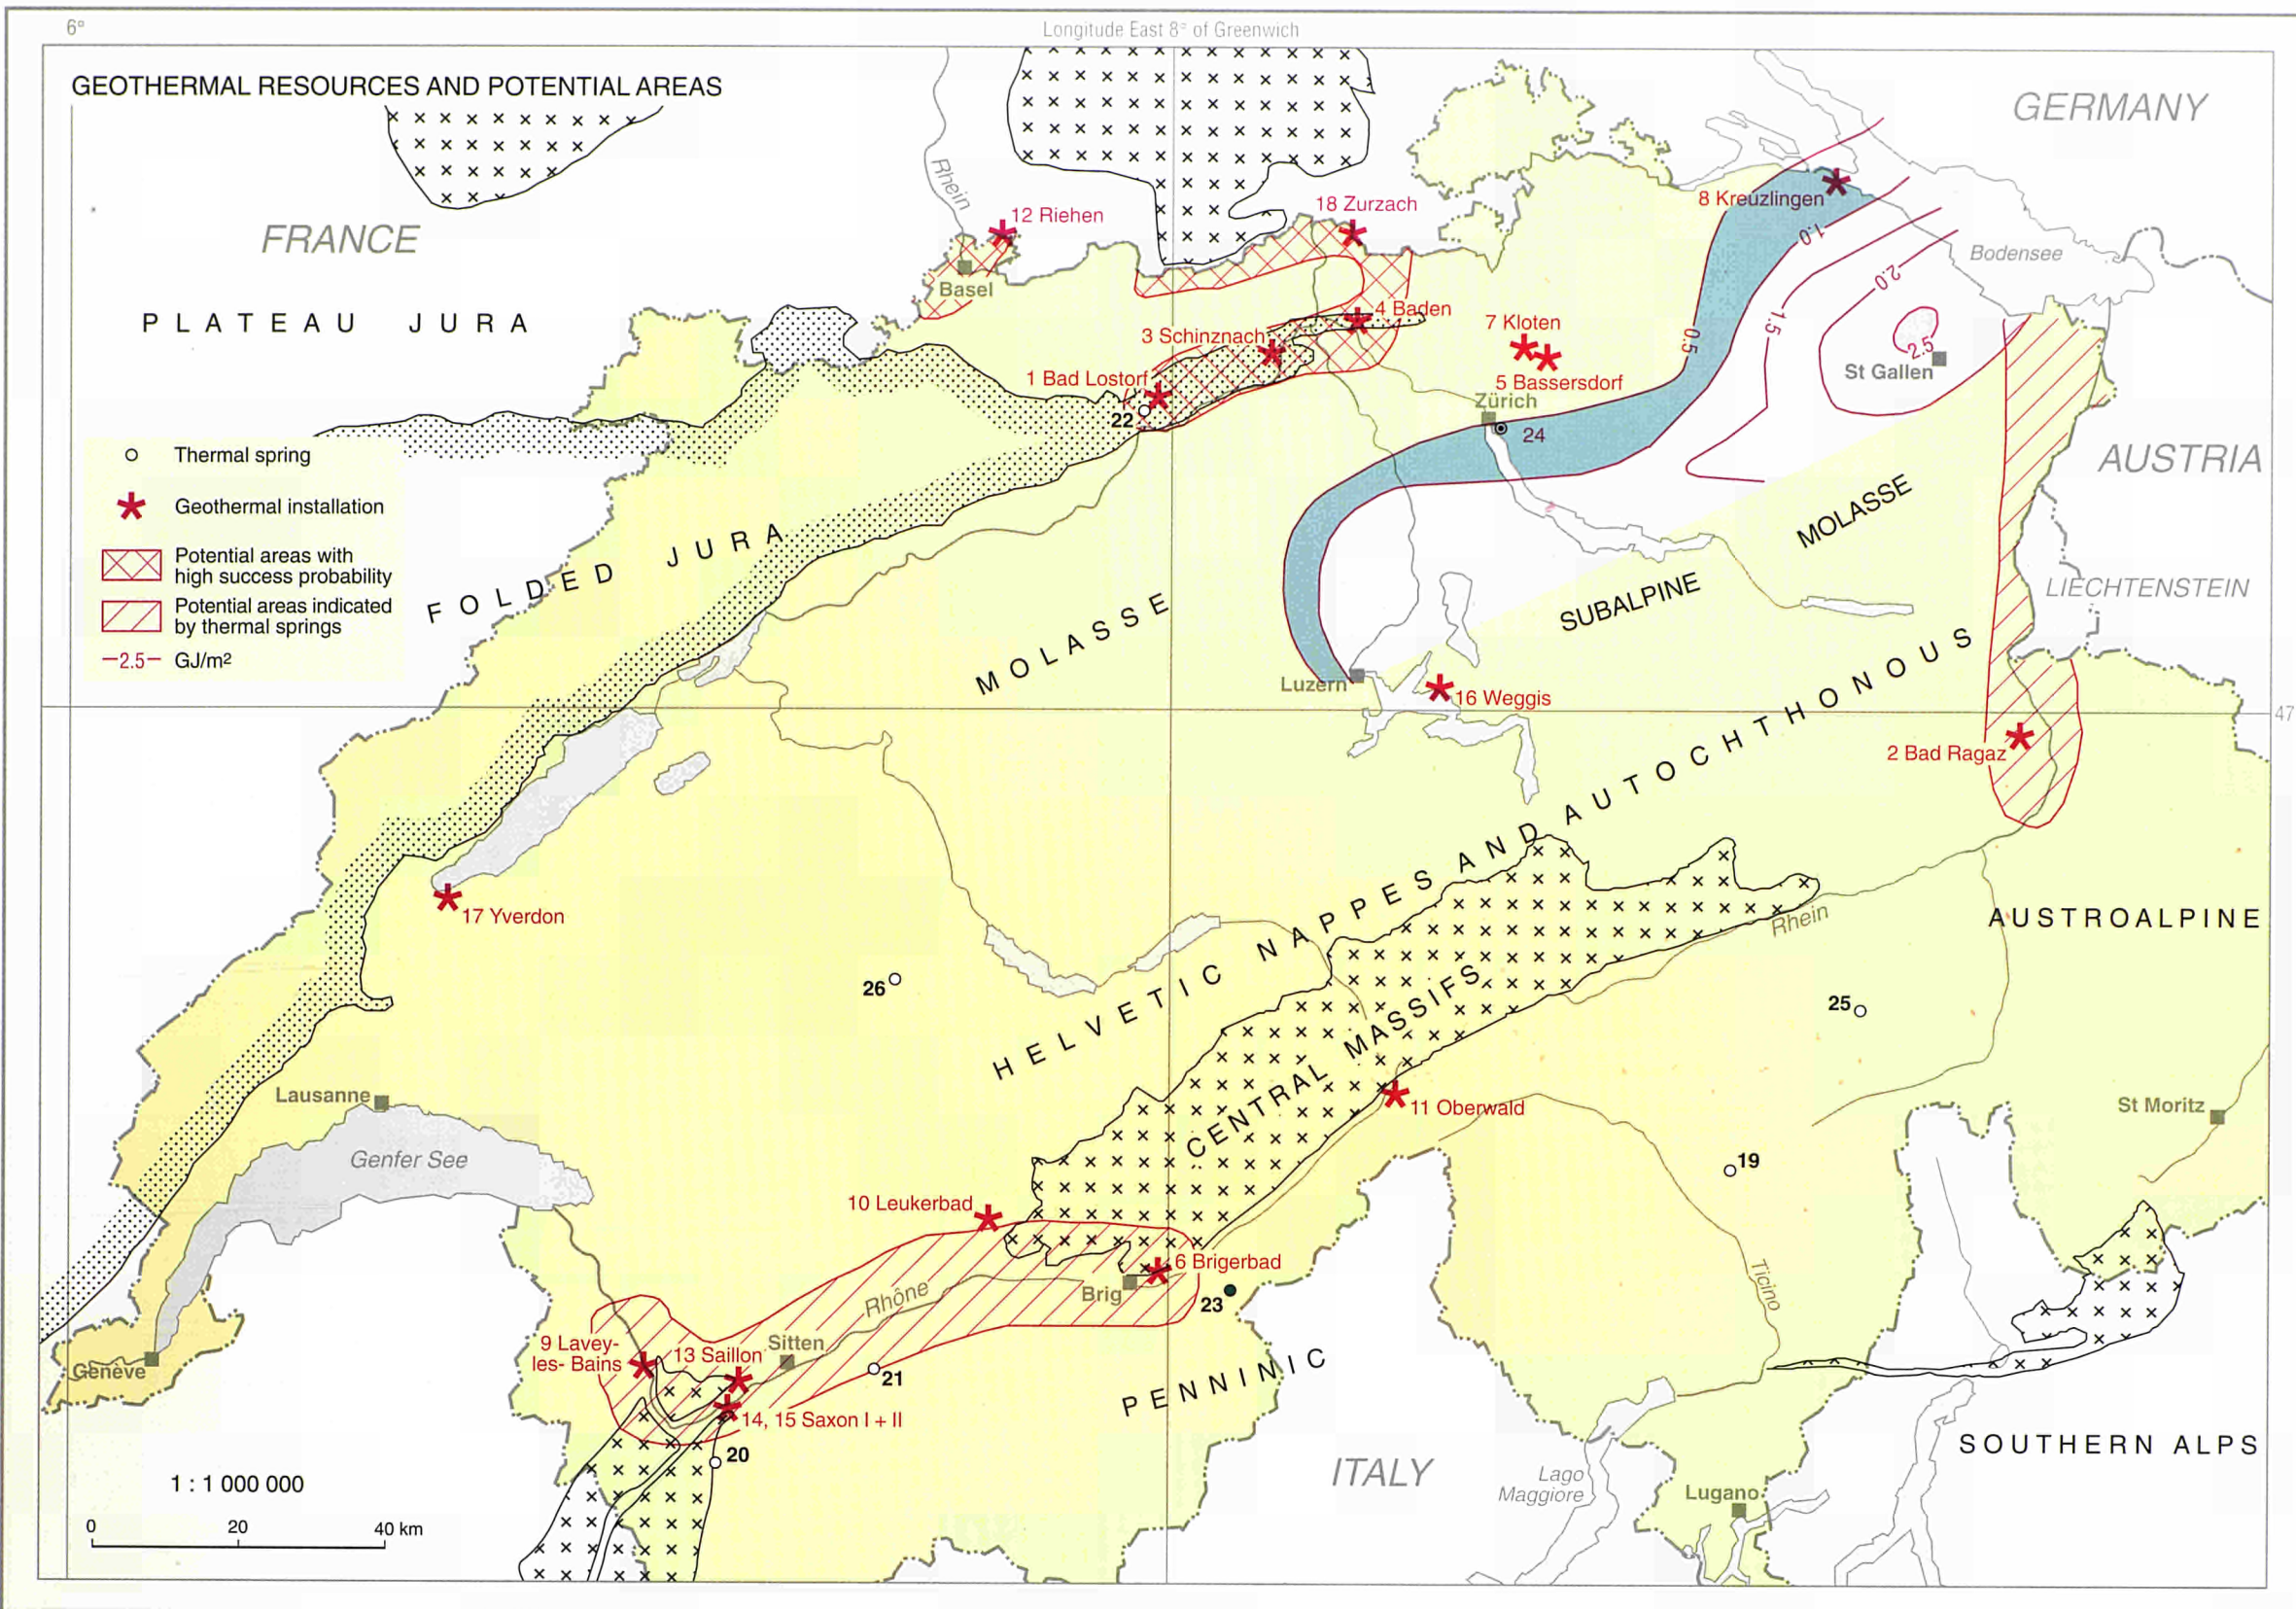 6°
Longitude East 8° of Greenwich
GEOTHERMAL RESOURCES AND POTENTIAL AREAS
GERMANY
Rhein
FRANCE
12 Riehen
18 Zurzach
8 Kreuzlingen
1.0
Bodensee
Basel
2.0
PLATEAU JURA
4 Baden
3 Schinznach
7 Kloten
1.5
0.5
2.5
St Gallen
1 Bad Lostorf
5 Bassersdorf
Zürich
22
24
AUSTRIA
Thermal spring
Geothermal installation
Potential areas with
high success probability
Potential areas indicated
by thermal springs
–2.5– GJ/m²
FOLDED JURA
MOLASSE
SUBALPINE
MOLASSE
LIECHTENSTEIN
Luzern
16 Weggis
47
2 Bad Ragaz
17 Yverdon
HELVETIC NAPPES AND AUTOCHTHONOUS
Rhein
AUSTROALPINE
26
25
CENTRAL MASSIFS
Lausanne
11 Oberwald
St Moritz
Genfer See
19
10 Leukerbad
6 Brigerbad
Brig
Rhône
23
Ticino
9 Lavey-
les- Bains
13 Saillon
Sitten
Genève
21
PENNINIC
14, 15 Saxon I + II
20
SOUTHERN ALPS
ITALY
Lago
Maggiore
Lugano
1 : 1 000 000
0 20 40 km